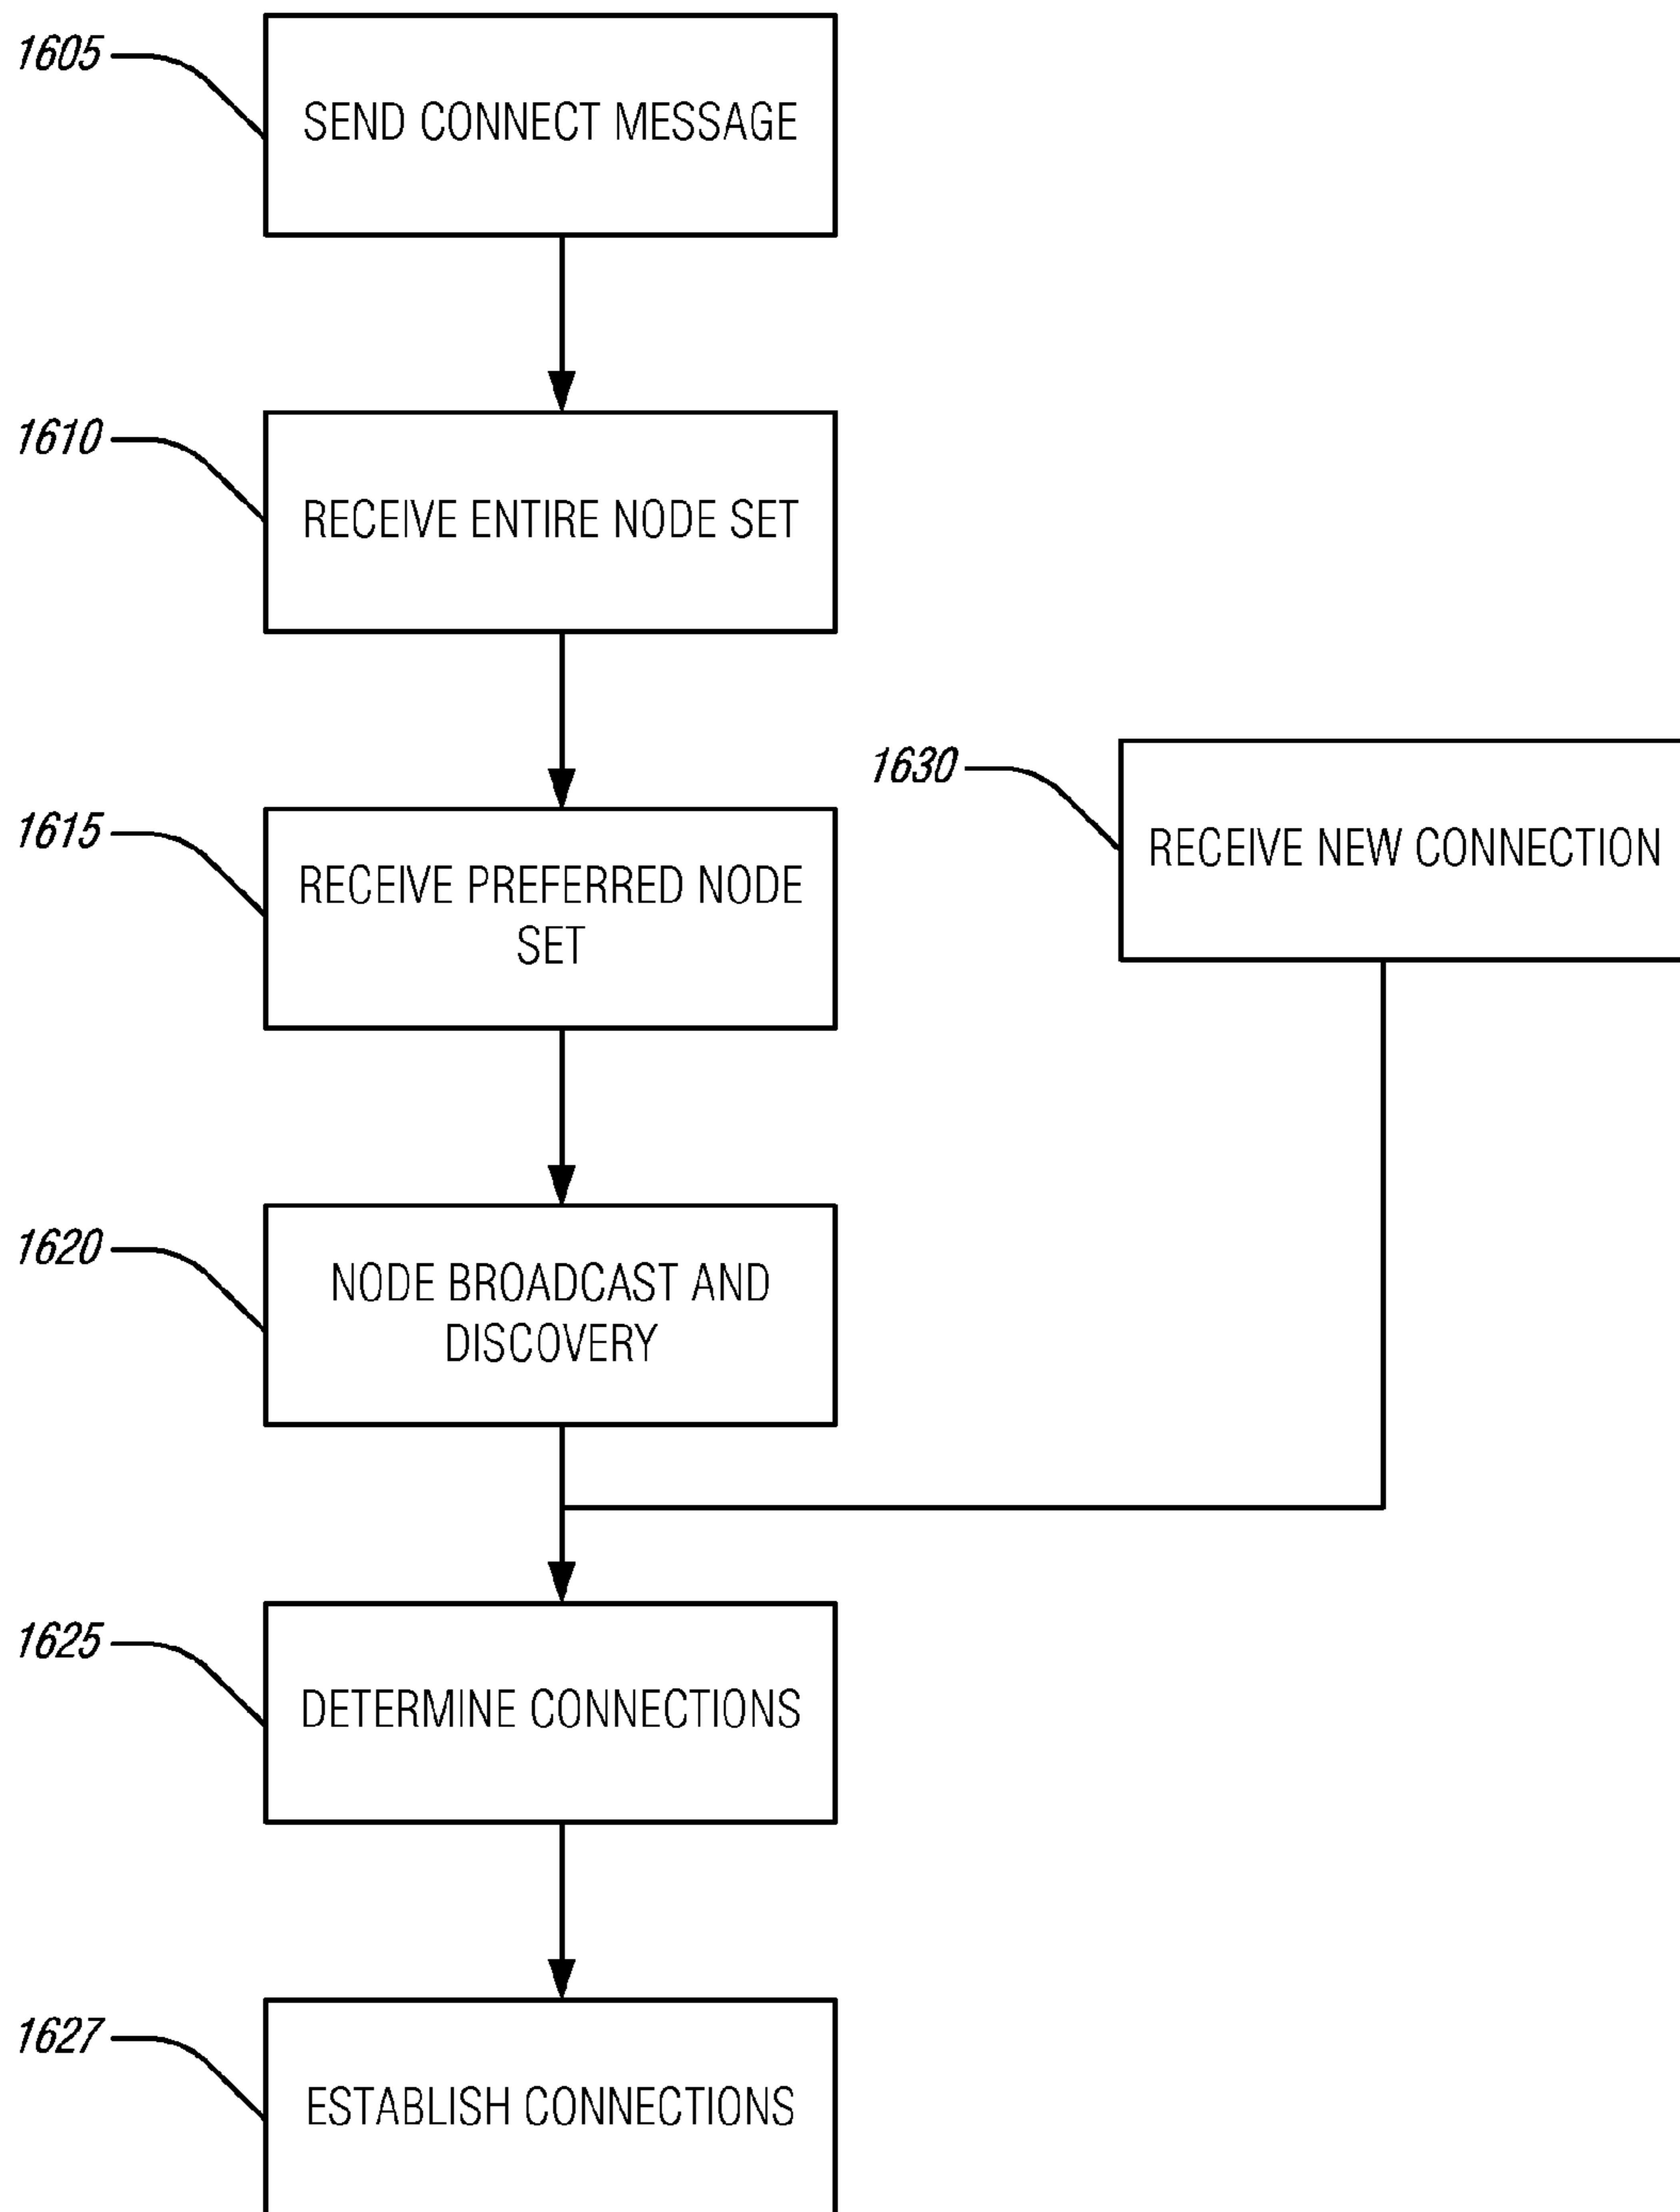 1605
SEND CONNECT MESSAGE
1610
RECEIVE ENTIRE NODE SET
1615
RECEIVE PREFERRED NODE
SET
1630
RECEIVE NEW CONNECTION
1620
NODE BROADCAST AND
DISCOVERY
1625
DETERMINE CONNECTIONS
1627
ESTABLISH CONNECTIONS